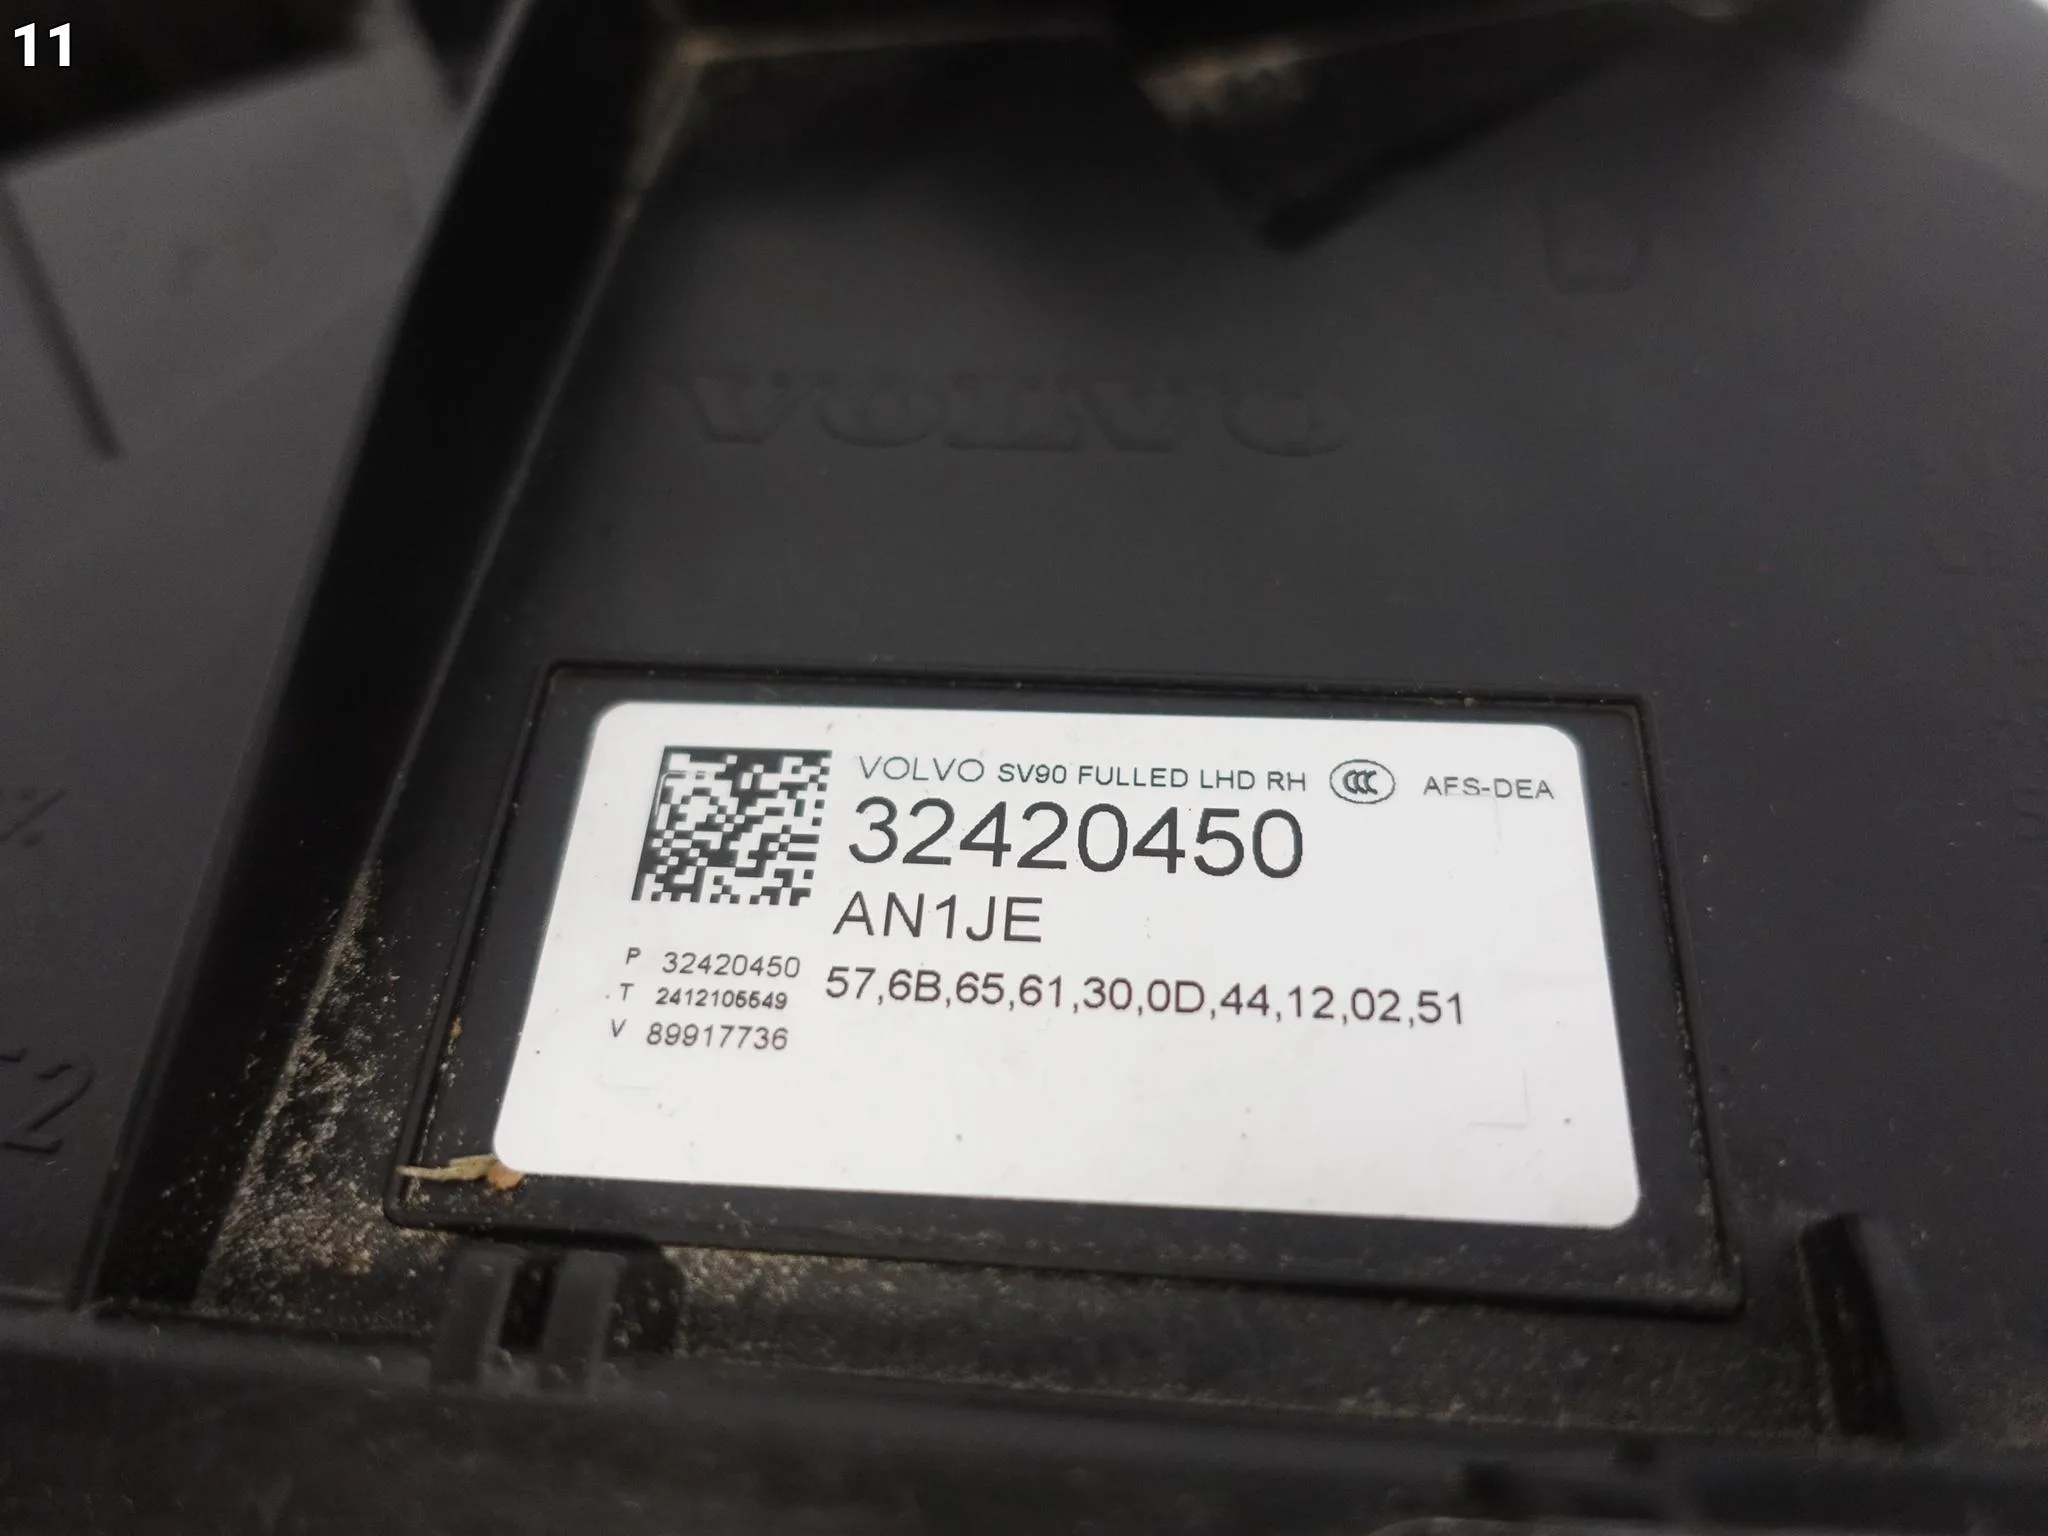 11
VOLVO
VOLVO SV90 FULLED LHD RH CCC AFS-DEA
32420450
AN1JE
P 32420450
.T 2412106649
V 89917736
57,6B,65,61,30,0D,44,12,02,51